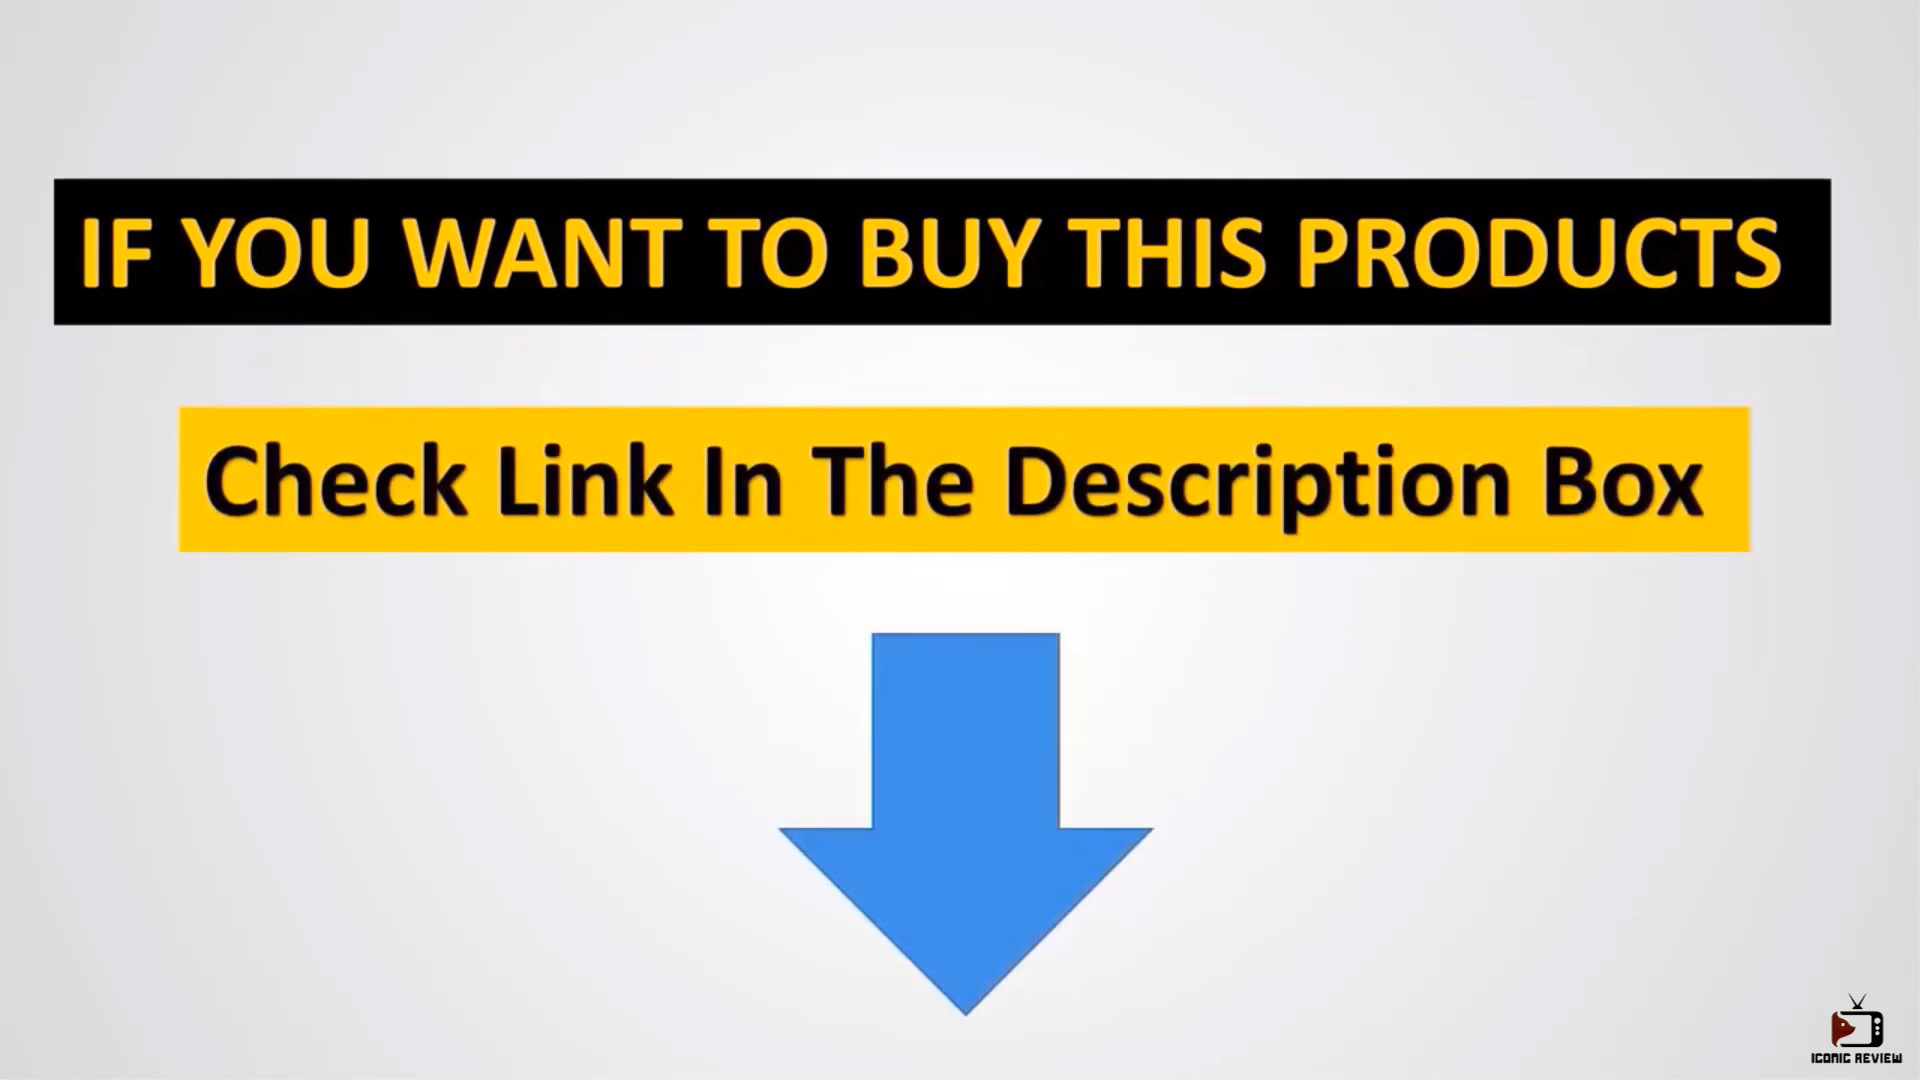 IF YOU WANT TO BUY THIS PRODUCTS
Check Link In The Description Box
ICONIC REVIEW